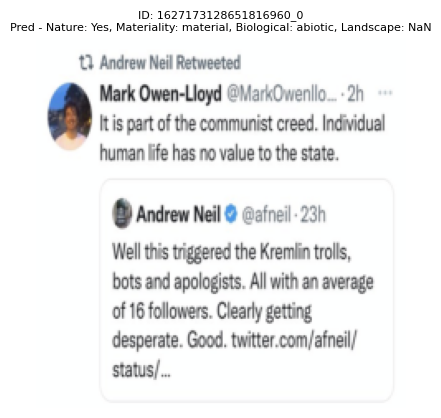 ID: 1627173128651816960_0
Pred - Nature: Yes, Materiality: material, Biological: abiotic, Landscape: NaN
Andrew Neil Retweeted
Mark Owen-Lloyd @MarkOwenllo... · 2h ...
It is part of the communist creed. Individual
human life has no value to the state.
Andrew Neil @afneil · 23h
Well this triggered the Kremlin trolls,
bots and apologists. All with an average
of 16 followers. Clearly getting
desperate. Good. twitter.com/afneil/
status/...